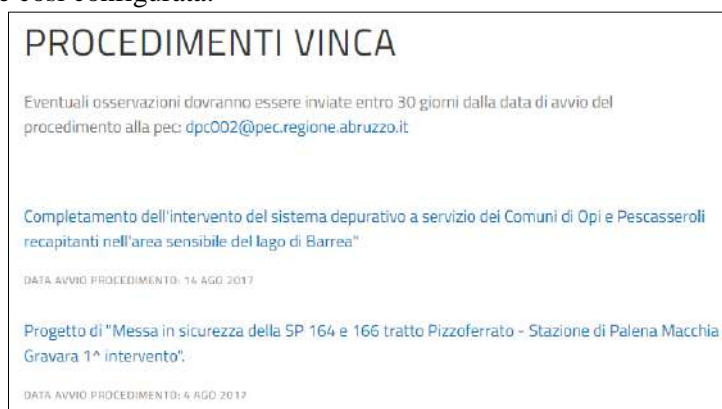 e così configurata:
PROCEDIMENTI VINCA
Eventuali osservazioni dovranno essere inviate entro 30 giorni dalla data di avvio del
procedimento alla pec: dpc002@pec.regione.abruzzo.it
Completamento dell'intervento del sistema depurativo a servizio dei Comuni di Opi e Pescasseroli
recapitanti nell'area sensibile del lago di Barrea"
DATA AVVIO PROCEDIMENTO: 14 AGO 2017
Progetto di "Messa in sicurezza della SP 164 e 166 tratto Pizzoferrato - Stazione di Palena Macchia
Gravara 1^ intervento".
DATA AVVIO PROCEDIMENTO: 4 AGO 2017